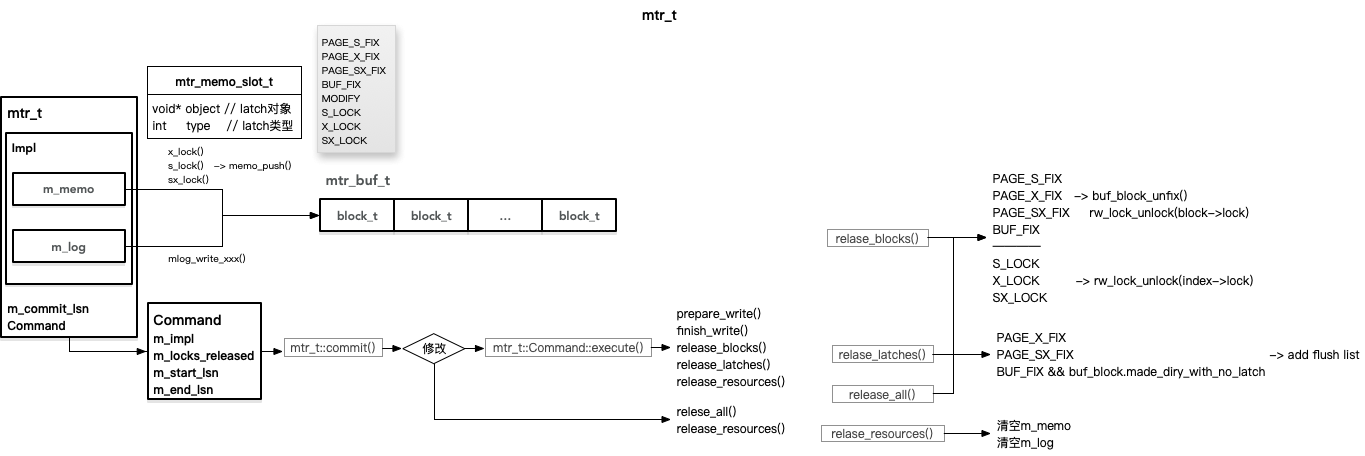 mtr_t
PAGE_S_FIX
PAGE_X_FIX
PAGE_SX_FIX
BUF_FIX
MODIFY
S_LOCK
X_LOCK
SX_LOCK
mtr_memo_slot_t
void* object // latch对象
int type // latch类型
mtr_t
Impl
m_memo
m_log
m_commit_lsn
Command
x_lock()
s_lock() -> memo_push()
sx_lock()
mlog_write_xxx()
mtr_buf_t
block_t block_t ... block_t
Command
m_impl
m_locks_released
m_start_lsn
m_end_lsn
mtr_t::commit()
修改
mtr_t::Command::execute()
prepare_write()
finish_write()
release_blocks()
release_latches()
release_resources()
relese_all()
release_resources()
relase_blocks()
PAGE_S_FIX
PAGE_X_FIX -> buf_block_unfix()
PAGE_SX_FIX rw_lock_unlock(block->lock)
BUF_FIX
S_LOCK
X_LOCK -> rw_lock_unlock(index->lock)
SX_LOCK
relase_latches()
PAGE_X_FIX
PAGE_SX_FIX -> add flush list
BUF_FIX && buf_block.made_diry_with_no_latch
release_all()
relase_resources()
清空m_memo
清空m_log